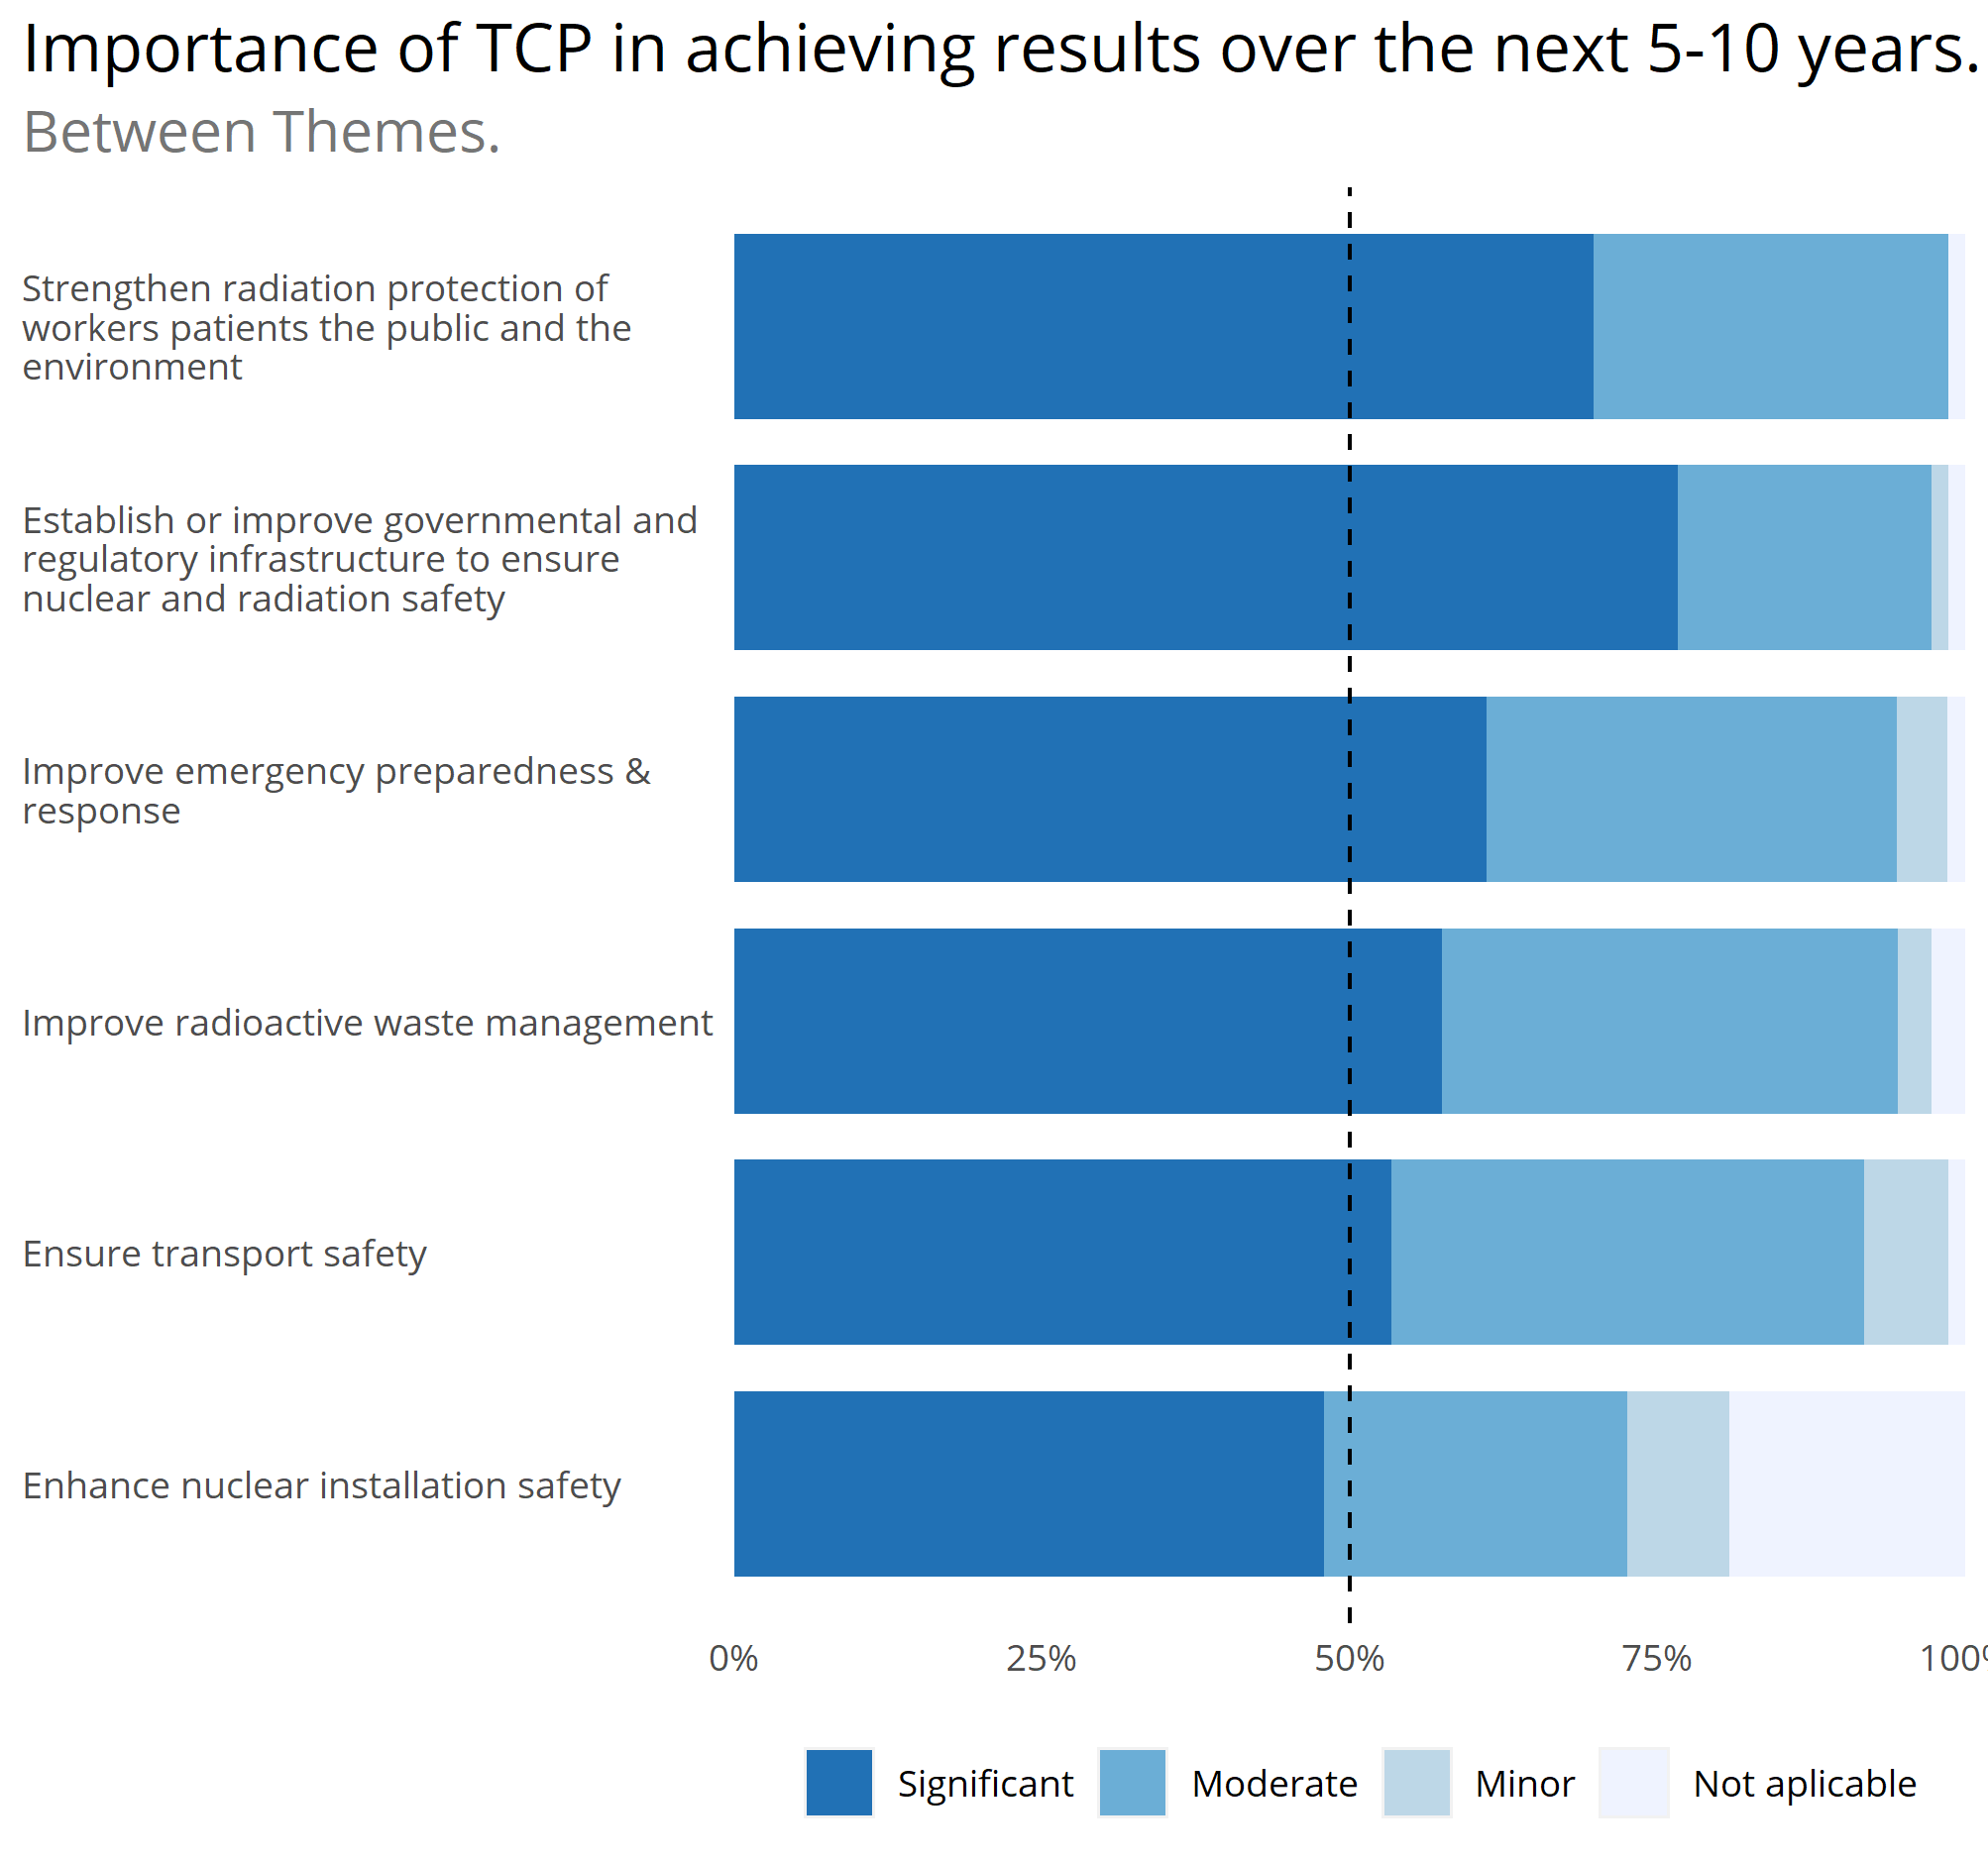 Importance of TCP in achieving results over the next 5-10 years.
Between Themes.
Strengthen radiation protection of
workers patients the public and the
environment
Establish or improve governmental and
regulatory infrastructure to ensure
nuclear and radiation safety
Improve emergency preparedness &
response
Improve radioactive waste management
Ensure transport safety
Enhance nuclear installation safety
0% 25% 50% 75% 100%
Significant Moderate Minor Not aplicable